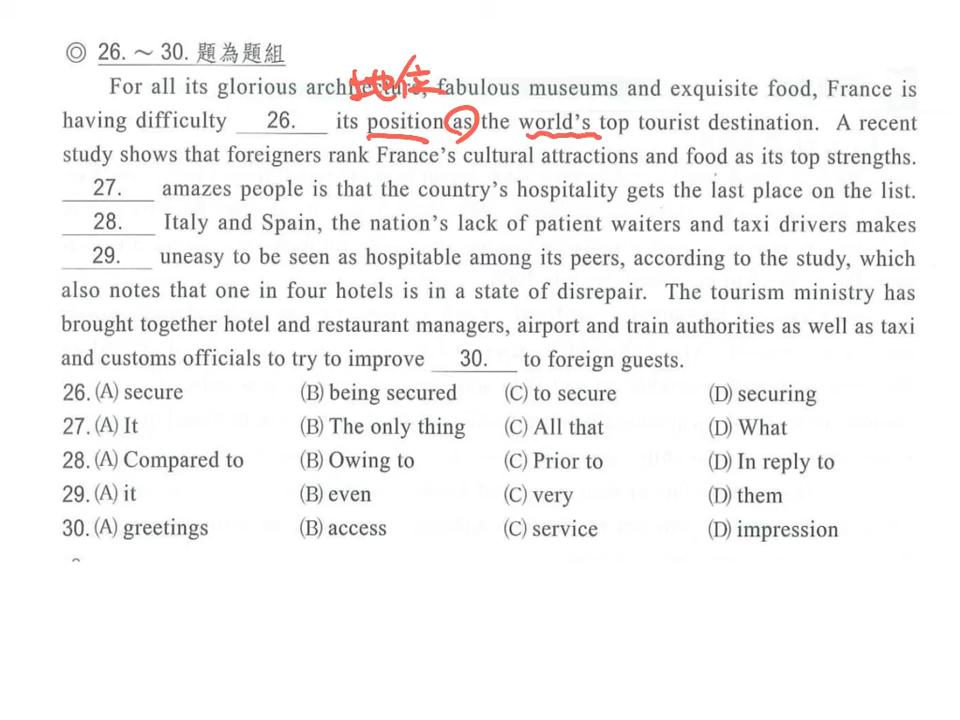 ◎ 26. ~ 30. 題為題組
For all its glorious architecture, fabulous museums and exquisite food, France is
地位
having difficulty 26. its position as the world's top tourist destination. A recent
study shows that foreigners rank France's cultural attractions and food as its top strengths.
27. amazes people is that the country's hospitality gets the last place on the list.
28. Italy and Spain, the nation's lack of patient waiters and taxi drivers makes
29. uneasy to be seen as hospitable among its peers, according to the study, which
also notes that one in four hotels is in a state of disrepair. The tourism ministry has
brought together hotel and restaurant managers, airport and train authorities as well as taxi
and customs officials to try to improve 30. to foreign guests.
26. (A) secure (B) being secured (C) to secure (D) securing
27. (A) It (B) The only thing (C) All that (D) What
28. (A) Compared to (B) Owing to (C) Prior to (D) In reply to
29. (A) it (B) even (C) very (D) them
30. (A) greetings (B) access (C) service (D) impression